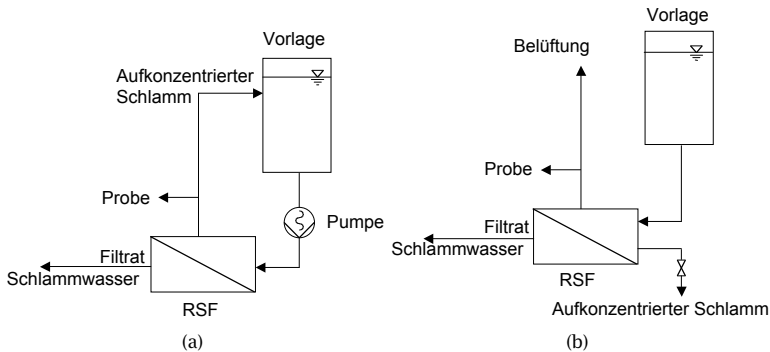 Vorlage
Aufkonzentrierter
Schlamm
Probe
Pumpe
Filtrat
Schlammwasser
RSF
(a)
Vorlage
Belüftung
Probe
Filtrat
Schlammwasser
RSF
Aufkonzentrierter Schlamm
(b)